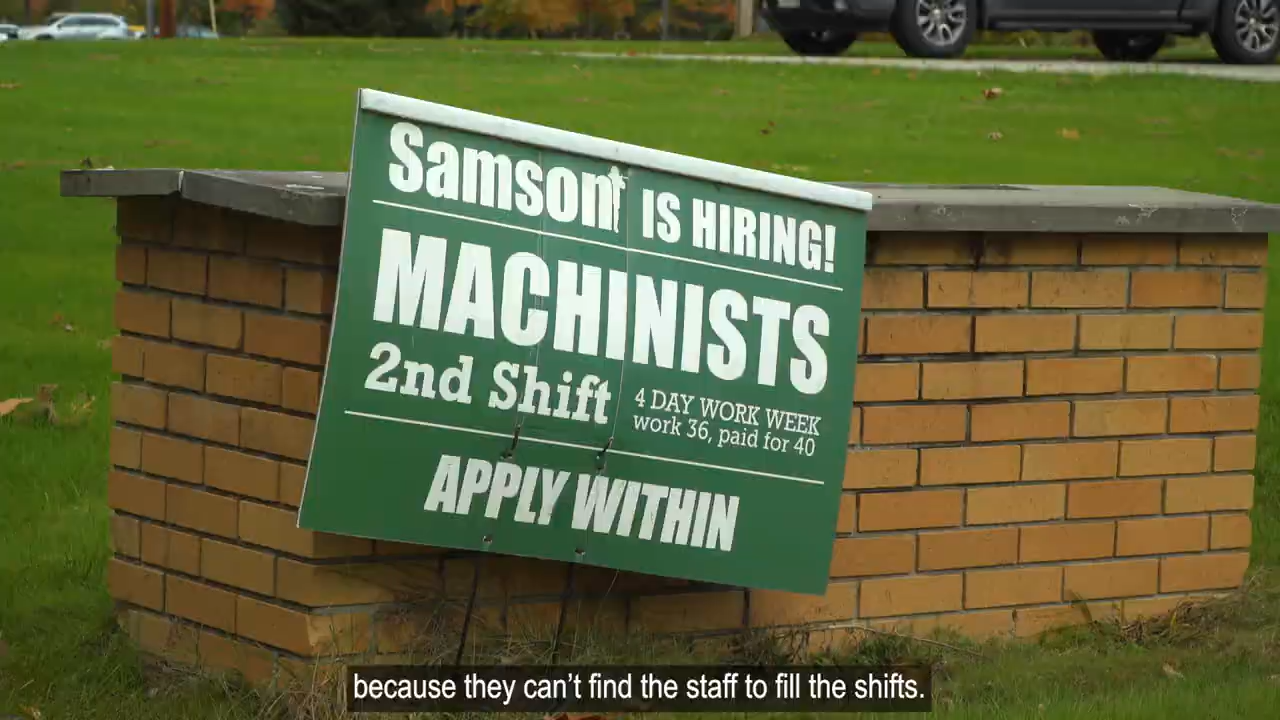 Samson IS HIRING!
MACHINISTS
2nd Shift
4 DAY WORK WEEK
work 36, paid for 40
APPLY WITHIN
because they can't find the staff to fill the shifts.